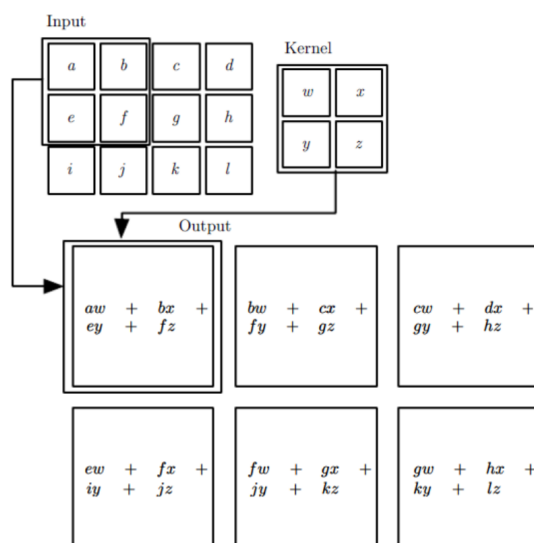 Input
a b c d
e f g h
i j k l
Kernel
w x
y z
Output
aw + bx +
ey + fz
bw + cx +
fy + gz
cw + dx +
gy + hz
ew + fx +
iy + jz
fw + gx +
jy + kz
gw + hx +
ky + lz